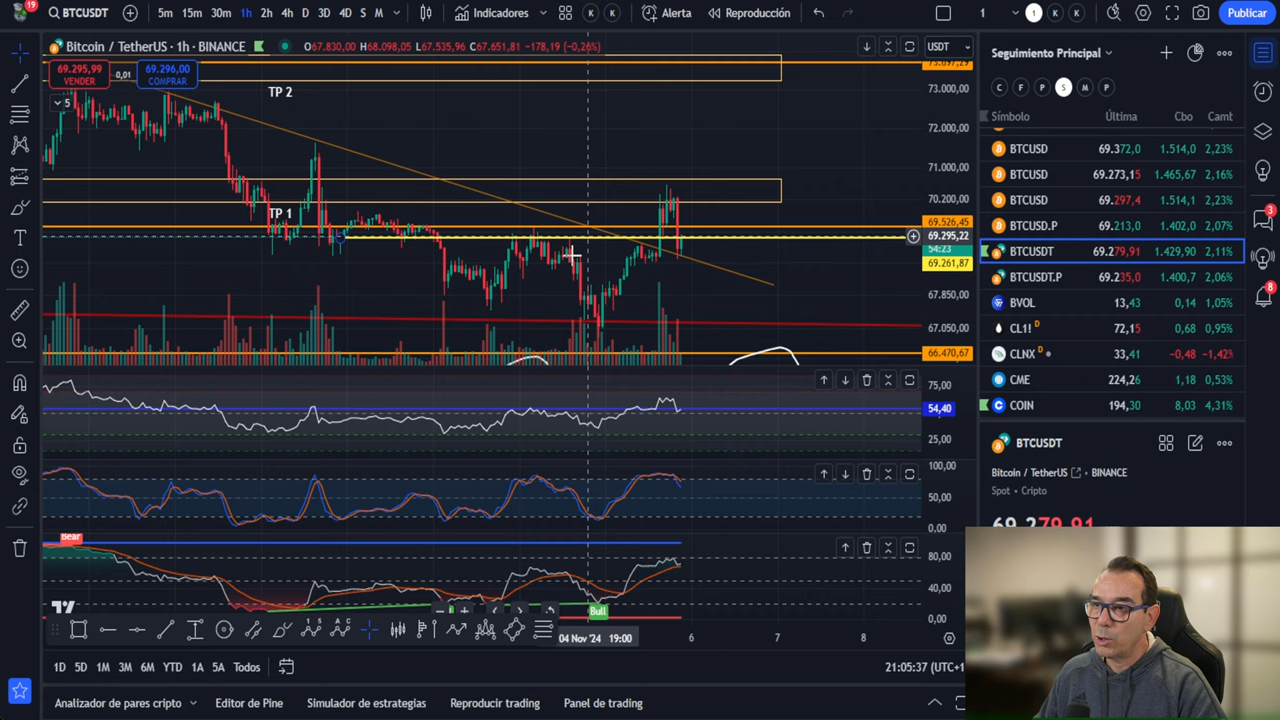 19
BTCUSDT
5m 15m 30m 1h 2h 4h D 3D 4D S M
Indicadores
K K
Alerta
Reproducción
1
1 K K
Publicar
Bitcoin / TetherUS · 1h · BINANCE
O67.830,00 H68.098,05 L67.535,96 C67.651,81 -178,19 (-0,26%)
USDT
69.295,99
VENDER
0,01
69.296,00
COMPRAR
5
TP 2
TP 1
73.000,00
72.000,00
71.000,00
70.200,00
69.526,45
69.295,22
54:23
69.261,87
67.850,00
67.050,00
66.470,67
75,00
54,40
25,00
100,00
50,00
0,00
80,00
40,00
0,00
Bear
Bull
04 Nov '24 19:00
6
7
8
1D 5D 1M 3M 6M YTD 1A 5A Todos
21:05:37 (UTC+1
Analizador de pares cripto
Editor de Pine
Simulador de estrategias
Reproducir trading
Panel de trading
Seguimiento Principal
C F P S M P
Símbolo Última Cbo Camt
BTCUSD 69.372,0 1.514,0 2,23%
BTCUSD 69.273,15 1.465,67 2,16%
BTCUSD 69.297,4 1.514,1 2,23%
BTCUSD.P 69.213,0 1.402,0 2,07%
BTCUSDT 69.279,91 1.429,90 2,11%
BTCUSDT.P 69.235,0 1.400,7 2,06%
BVOL 13,43 0,14 1,05%
CL1! D 72,15 0,68 0,95%
CLNX D 33,41 -0,48 -1,42%
CME 224,26 1,18 0,53%
COIN 194,30 8,03 4,31%
BTCUSDT
Bitcoin / TetherUS · BINANCE
Spot · Cripto
69.279,91
3
8